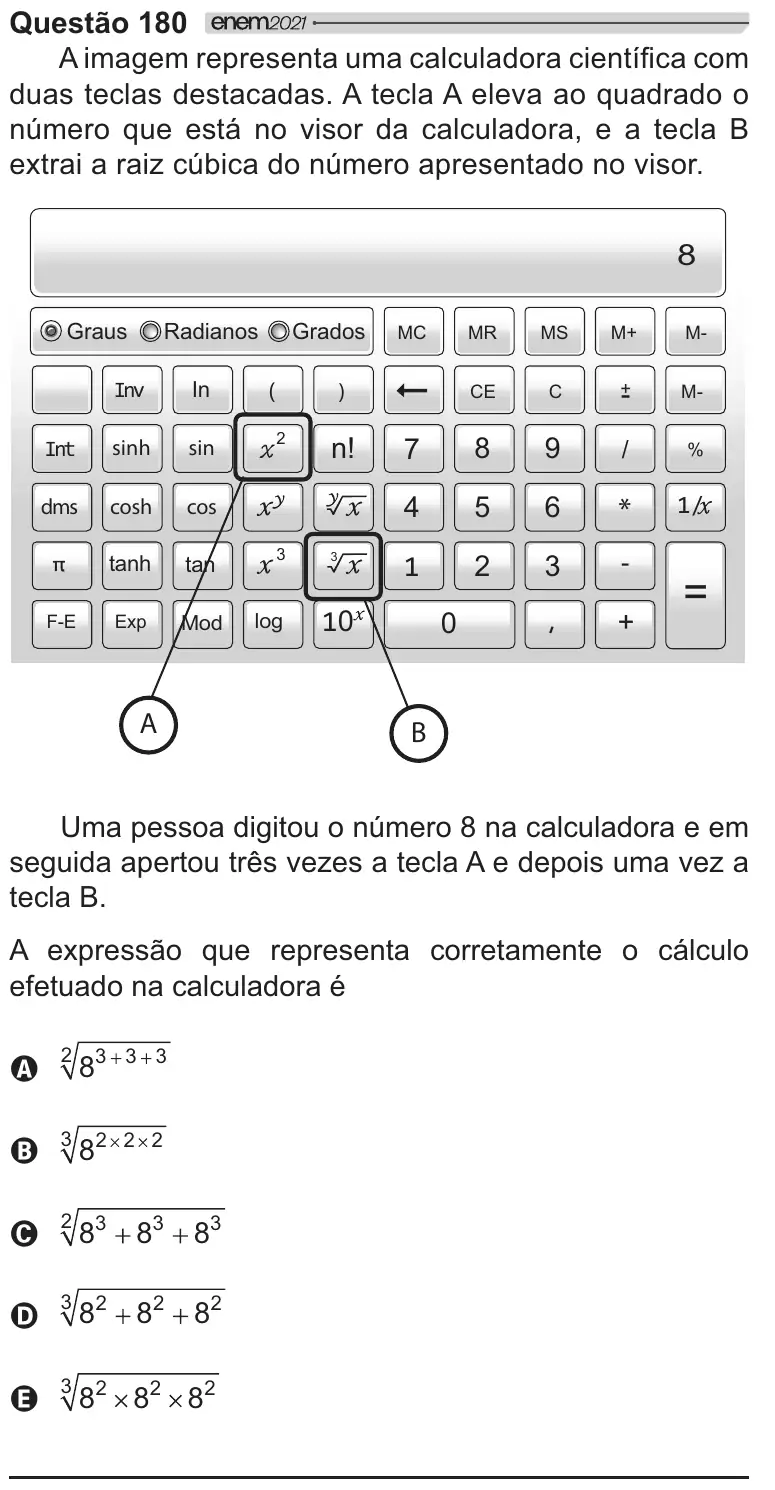 Questão 180 enem2021
A imagem representa uma calculadora científica com
duas teclas destacadas. A tecla A eleva ao quadrado o
número que está no visor da calculadora, e a tecla B
extrai a raiz cúbica do número apresentado no visor.
8
Graus Radianos Grados MC MR MS M+ M-
Inv ln ( ) ← CE C ± M-
Int sinh sin x² n! 7 8 9 / %
dms cosh cos xʸ ʸ√x 4 5 6 * 1/x
π tanh tan x³ ³√x 1 2 3 - =
F-E Exp Mod log 10ˣ 0 , +
A
B
Uma pessoa digitou o número 8 na calculadora e em
seguida apertou três vezes a tecla A e depois uma vez a
tecla B.
A expressão que representa corretamente o cálculo
efetuado na calculadora é
A ²√(8³⁺³⁺³)
B ³√(8²ˣ²ˣ²)
C ²√(8³ + 8³ + 8³)
D ³√(8² + 8² + 8²)
E ³√(8² × 8² × 8²)